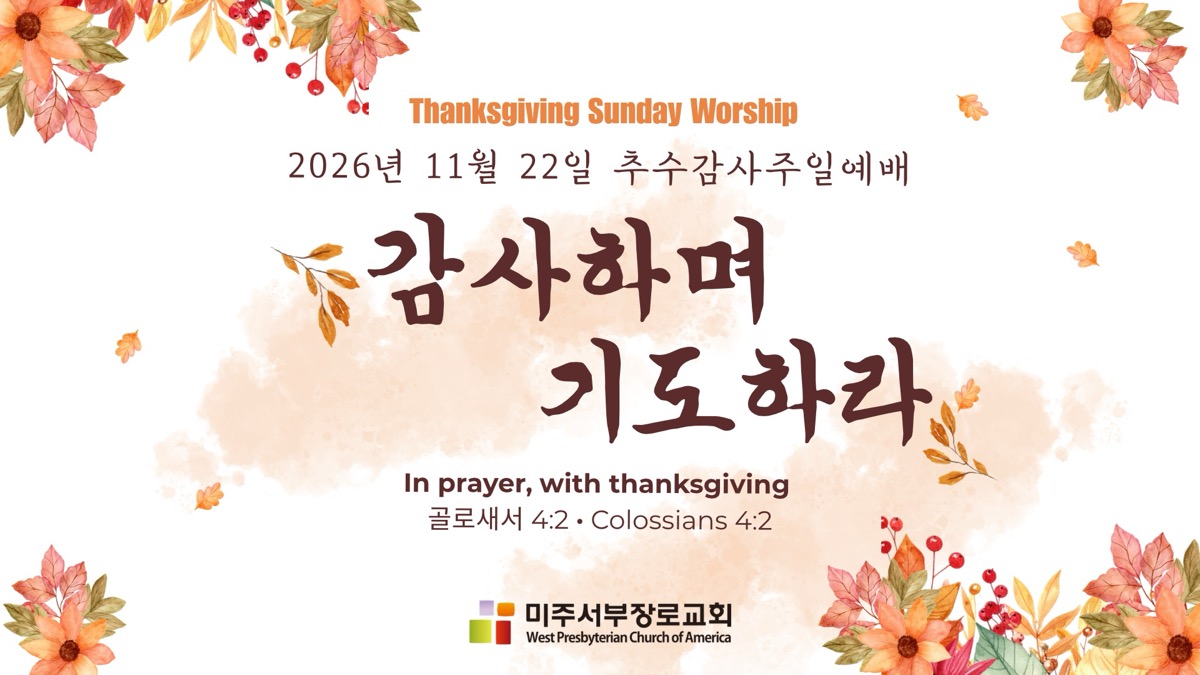 Thanksgiving Sunday Worship
2026년 11월 22일 추수감사주일예배
감사하며
기도하라
In prayer, with thanksgiving
골로새서 4:2 • Colossians 4:2
미주서부장로교회
West Presbyterian Church of America